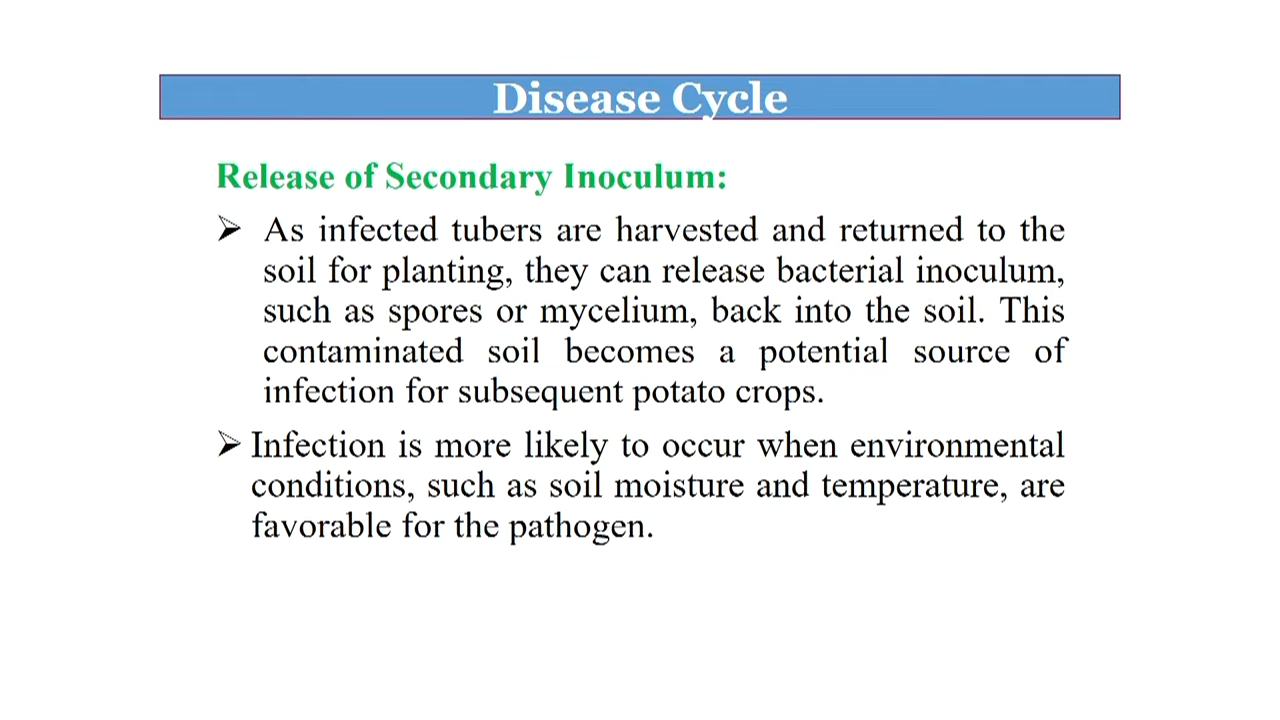 Disease Cycle
Release of Secondary Inoculum:
➢ As infected tubers are harvested and returned to the
soil for planting, they can release bacterial inoculum,
such as spores or mycelium, back into the soil. This
contaminated soil becomes a potential source of
infection for subsequent potato crops.
➢ Infection is more likely to occur when environmental
conditions, such as soil moisture and temperature, are
favorable for the pathogen.